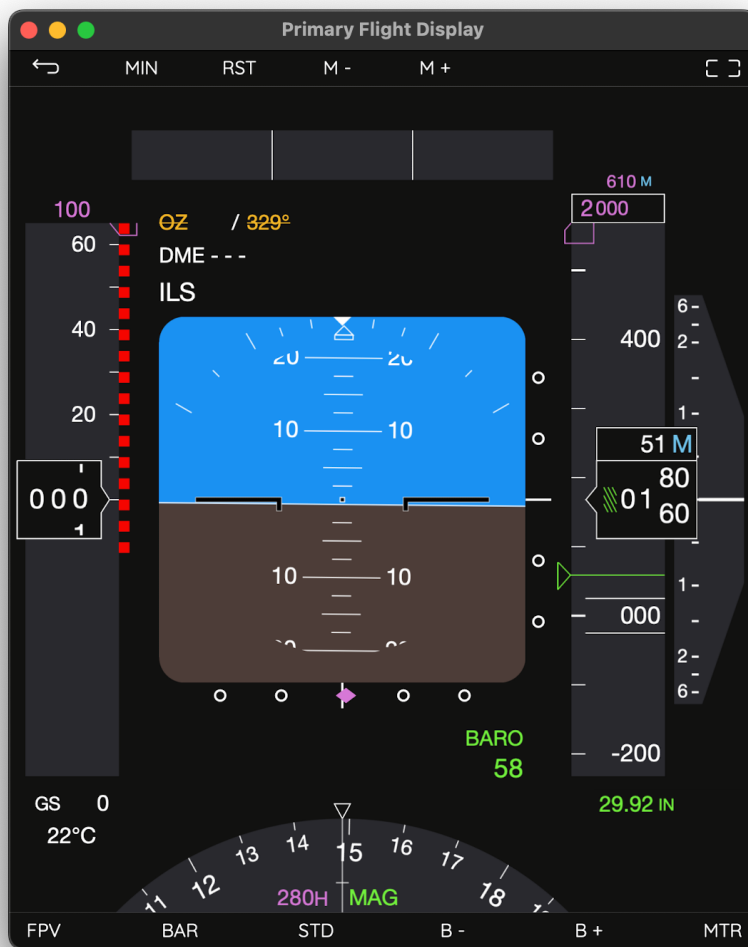 Primary Flight Display
MIN RST M - M +
610 M
100 2000
OZ / 329°
DME - - -
ILS
60
40
20
000
1
20 20
10 10
10 10
400
51 M
80
01
60
000
-200
6
2
1
1
2
6
BARO
58
GS 0
22°C
29.92 IN
11 12 13 14 15 16 17 18
280H MAG
FPV BAR STD B - B + MTR